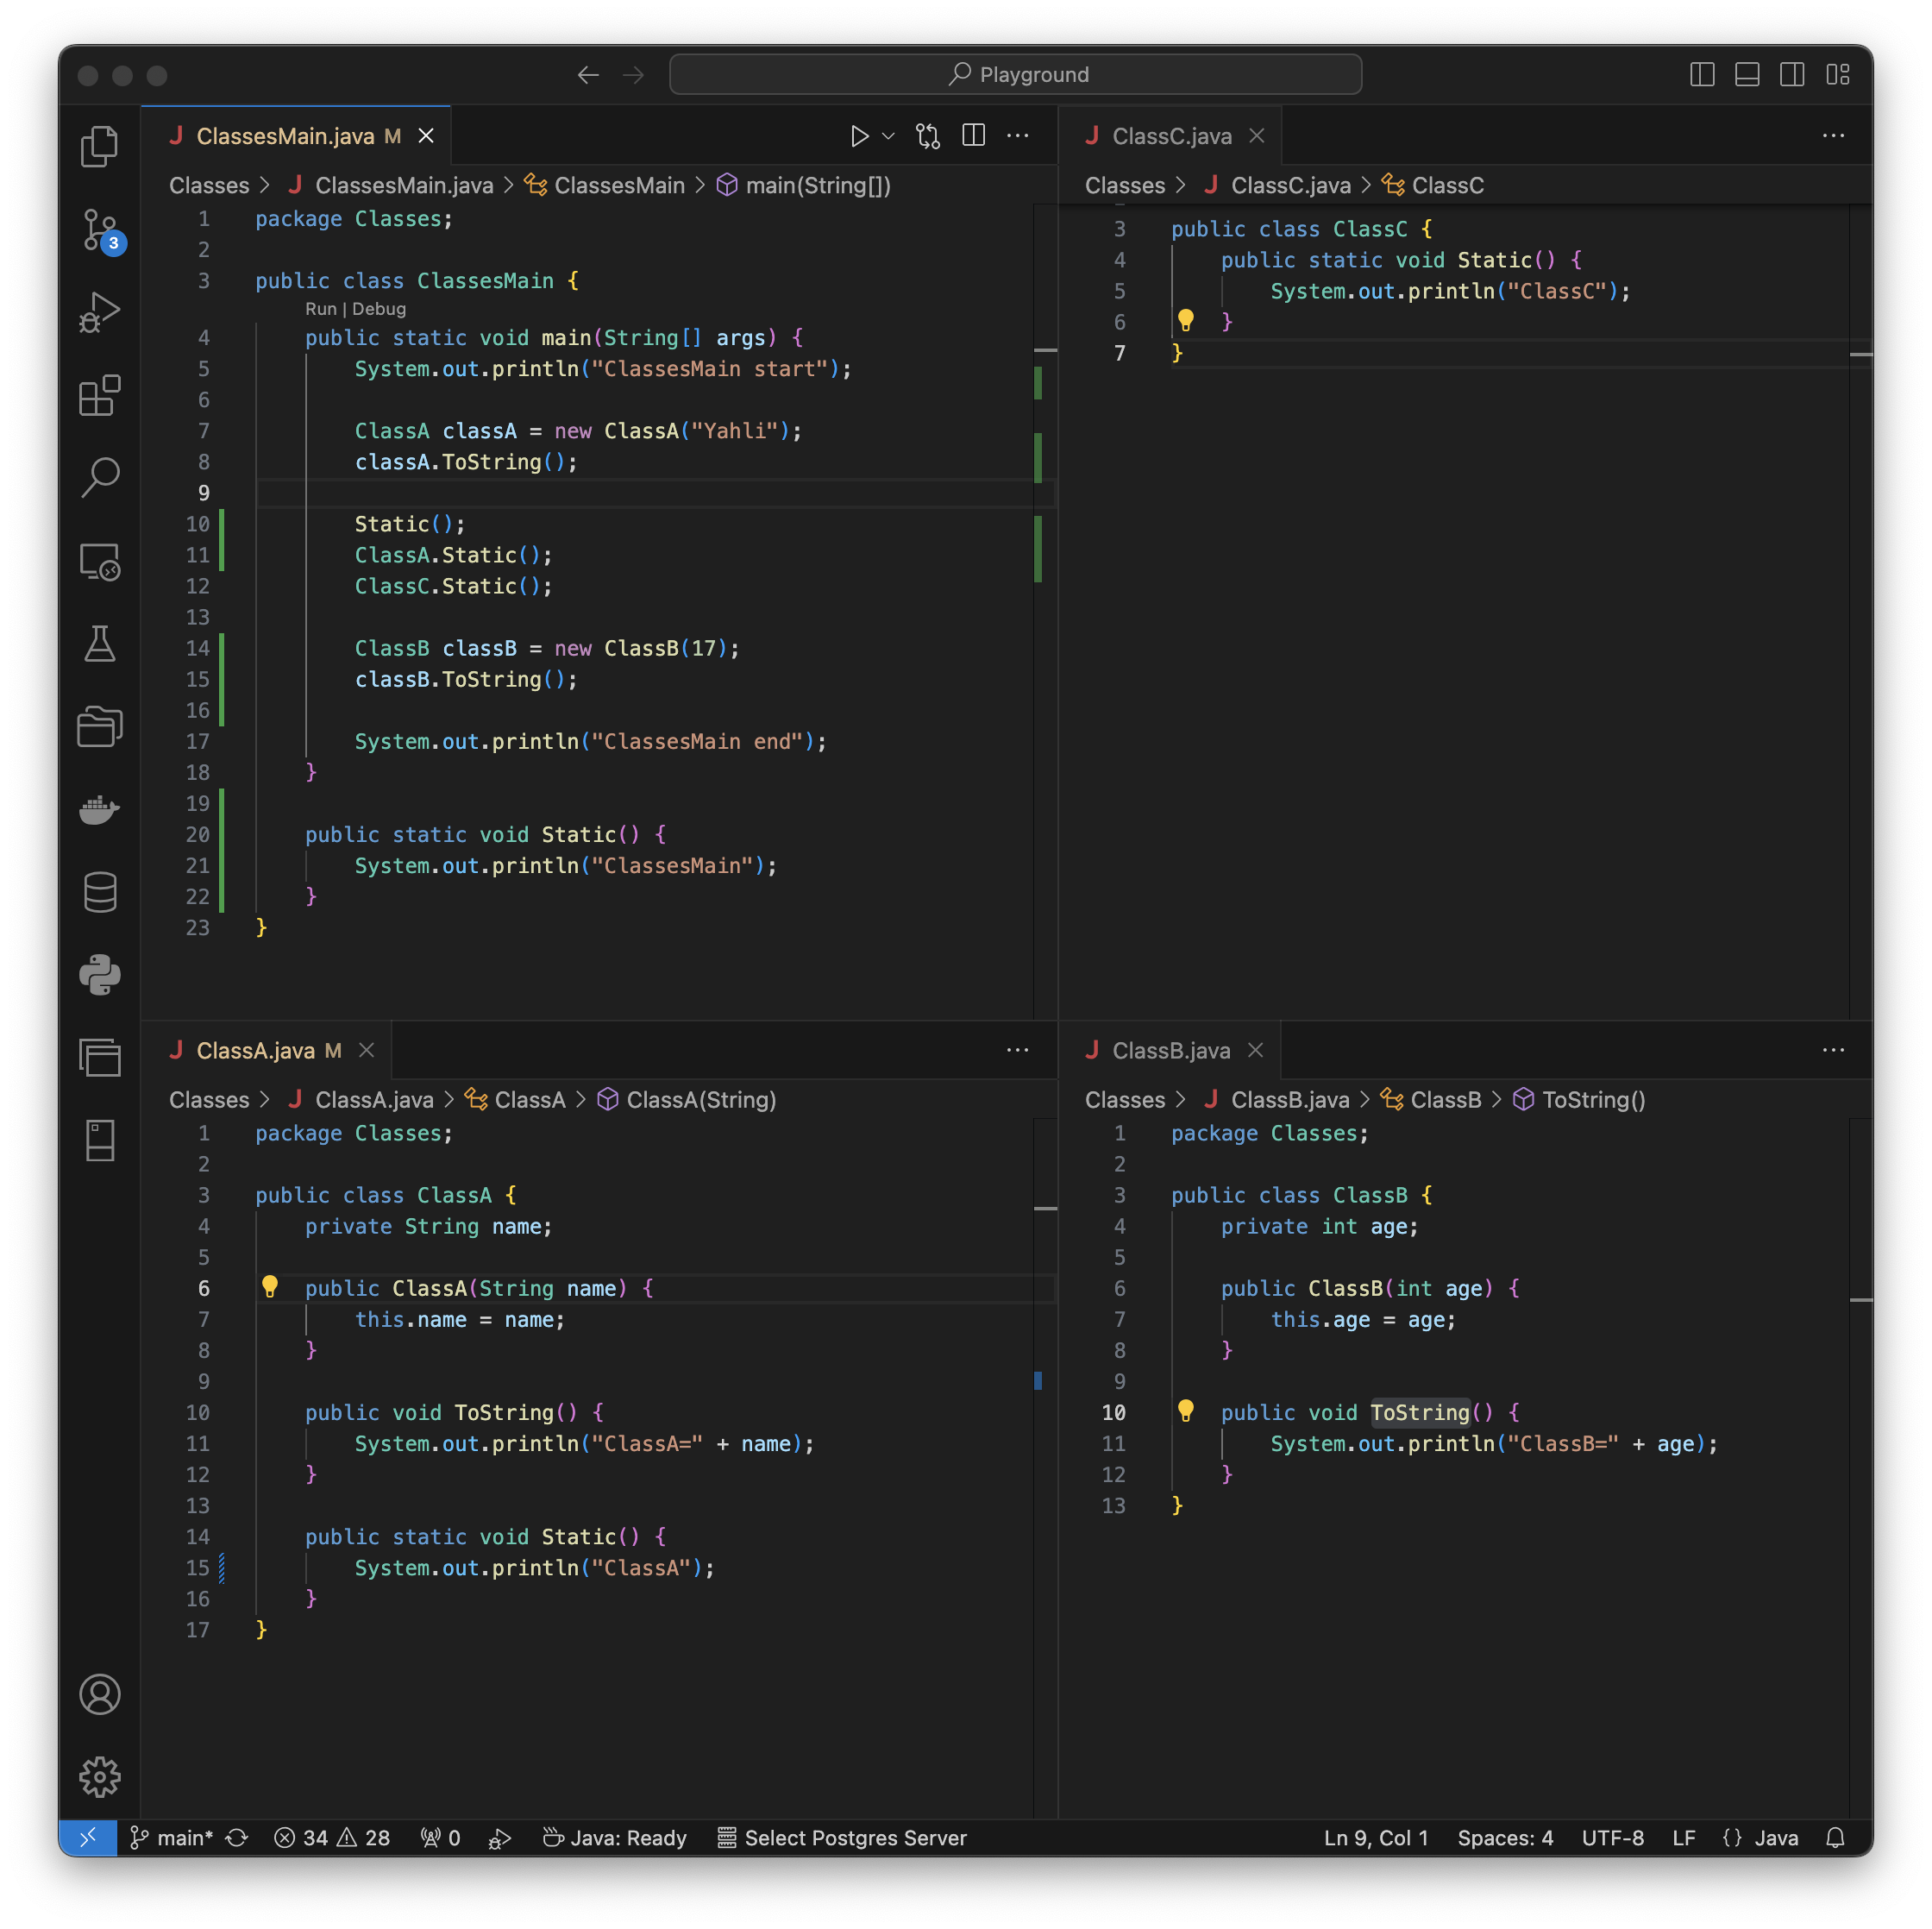 Playground
ClassesMain.java M
Classes > ClassesMain.java > ClassesMain > main(String[])
1 package Classes;
2
3 public class ClassesMain {
Run | Debug
4 public static void main(String[] args) {
5 System.out.println("ClassesMain start");
6
7 ClassA classA = new ClassA("Yahli");
8 classA.ToString();
9
10 Static();
11 ClassA.Static();
12 ClassC.Static();
13
14 ClassB classB = new ClassB(17);
15 classB.ToString();
16
17 System.out.println("ClassesMain end");
18 }
19
20 public static void Static() {
21 System.out.println("ClassesMain");
22 }
23 }
ClassC.java
Classes > ClassC.java > ClassC
3 public class ClassC {
4 public static void Static() {
5 System.out.println("ClassC");
6 }
7 }
ClassA.java M
Classes > ClassA.java > ClassA > ClassA(String)
1 package Classes;
2
3 public class ClassA {
4 private String name;
5
6 public ClassA(String name) {
7 this.name = name;
8 }
9
10 public void ToString() {
11 System.out.println("ClassA=" + name);
12 }
13
14 public static void Static() {
15 System.out.println("ClassA");
16 }
17 }
ClassB.java
Classes > ClassB.java > ClassB > ToString()
1 package Classes;
2
3 public class ClassB {
4 private int age;
5
6 public ClassB(int age) {
7 this.age = age;
8 }
9
10 public void ToString() {
11 System.out.println("ClassB=" + age);
12 }
13 }
3
main* 34 28 0 Java: Ready Select Postgres Server Ln 9, Col 1 Spaces: 4 UTF-8 LF {} Java